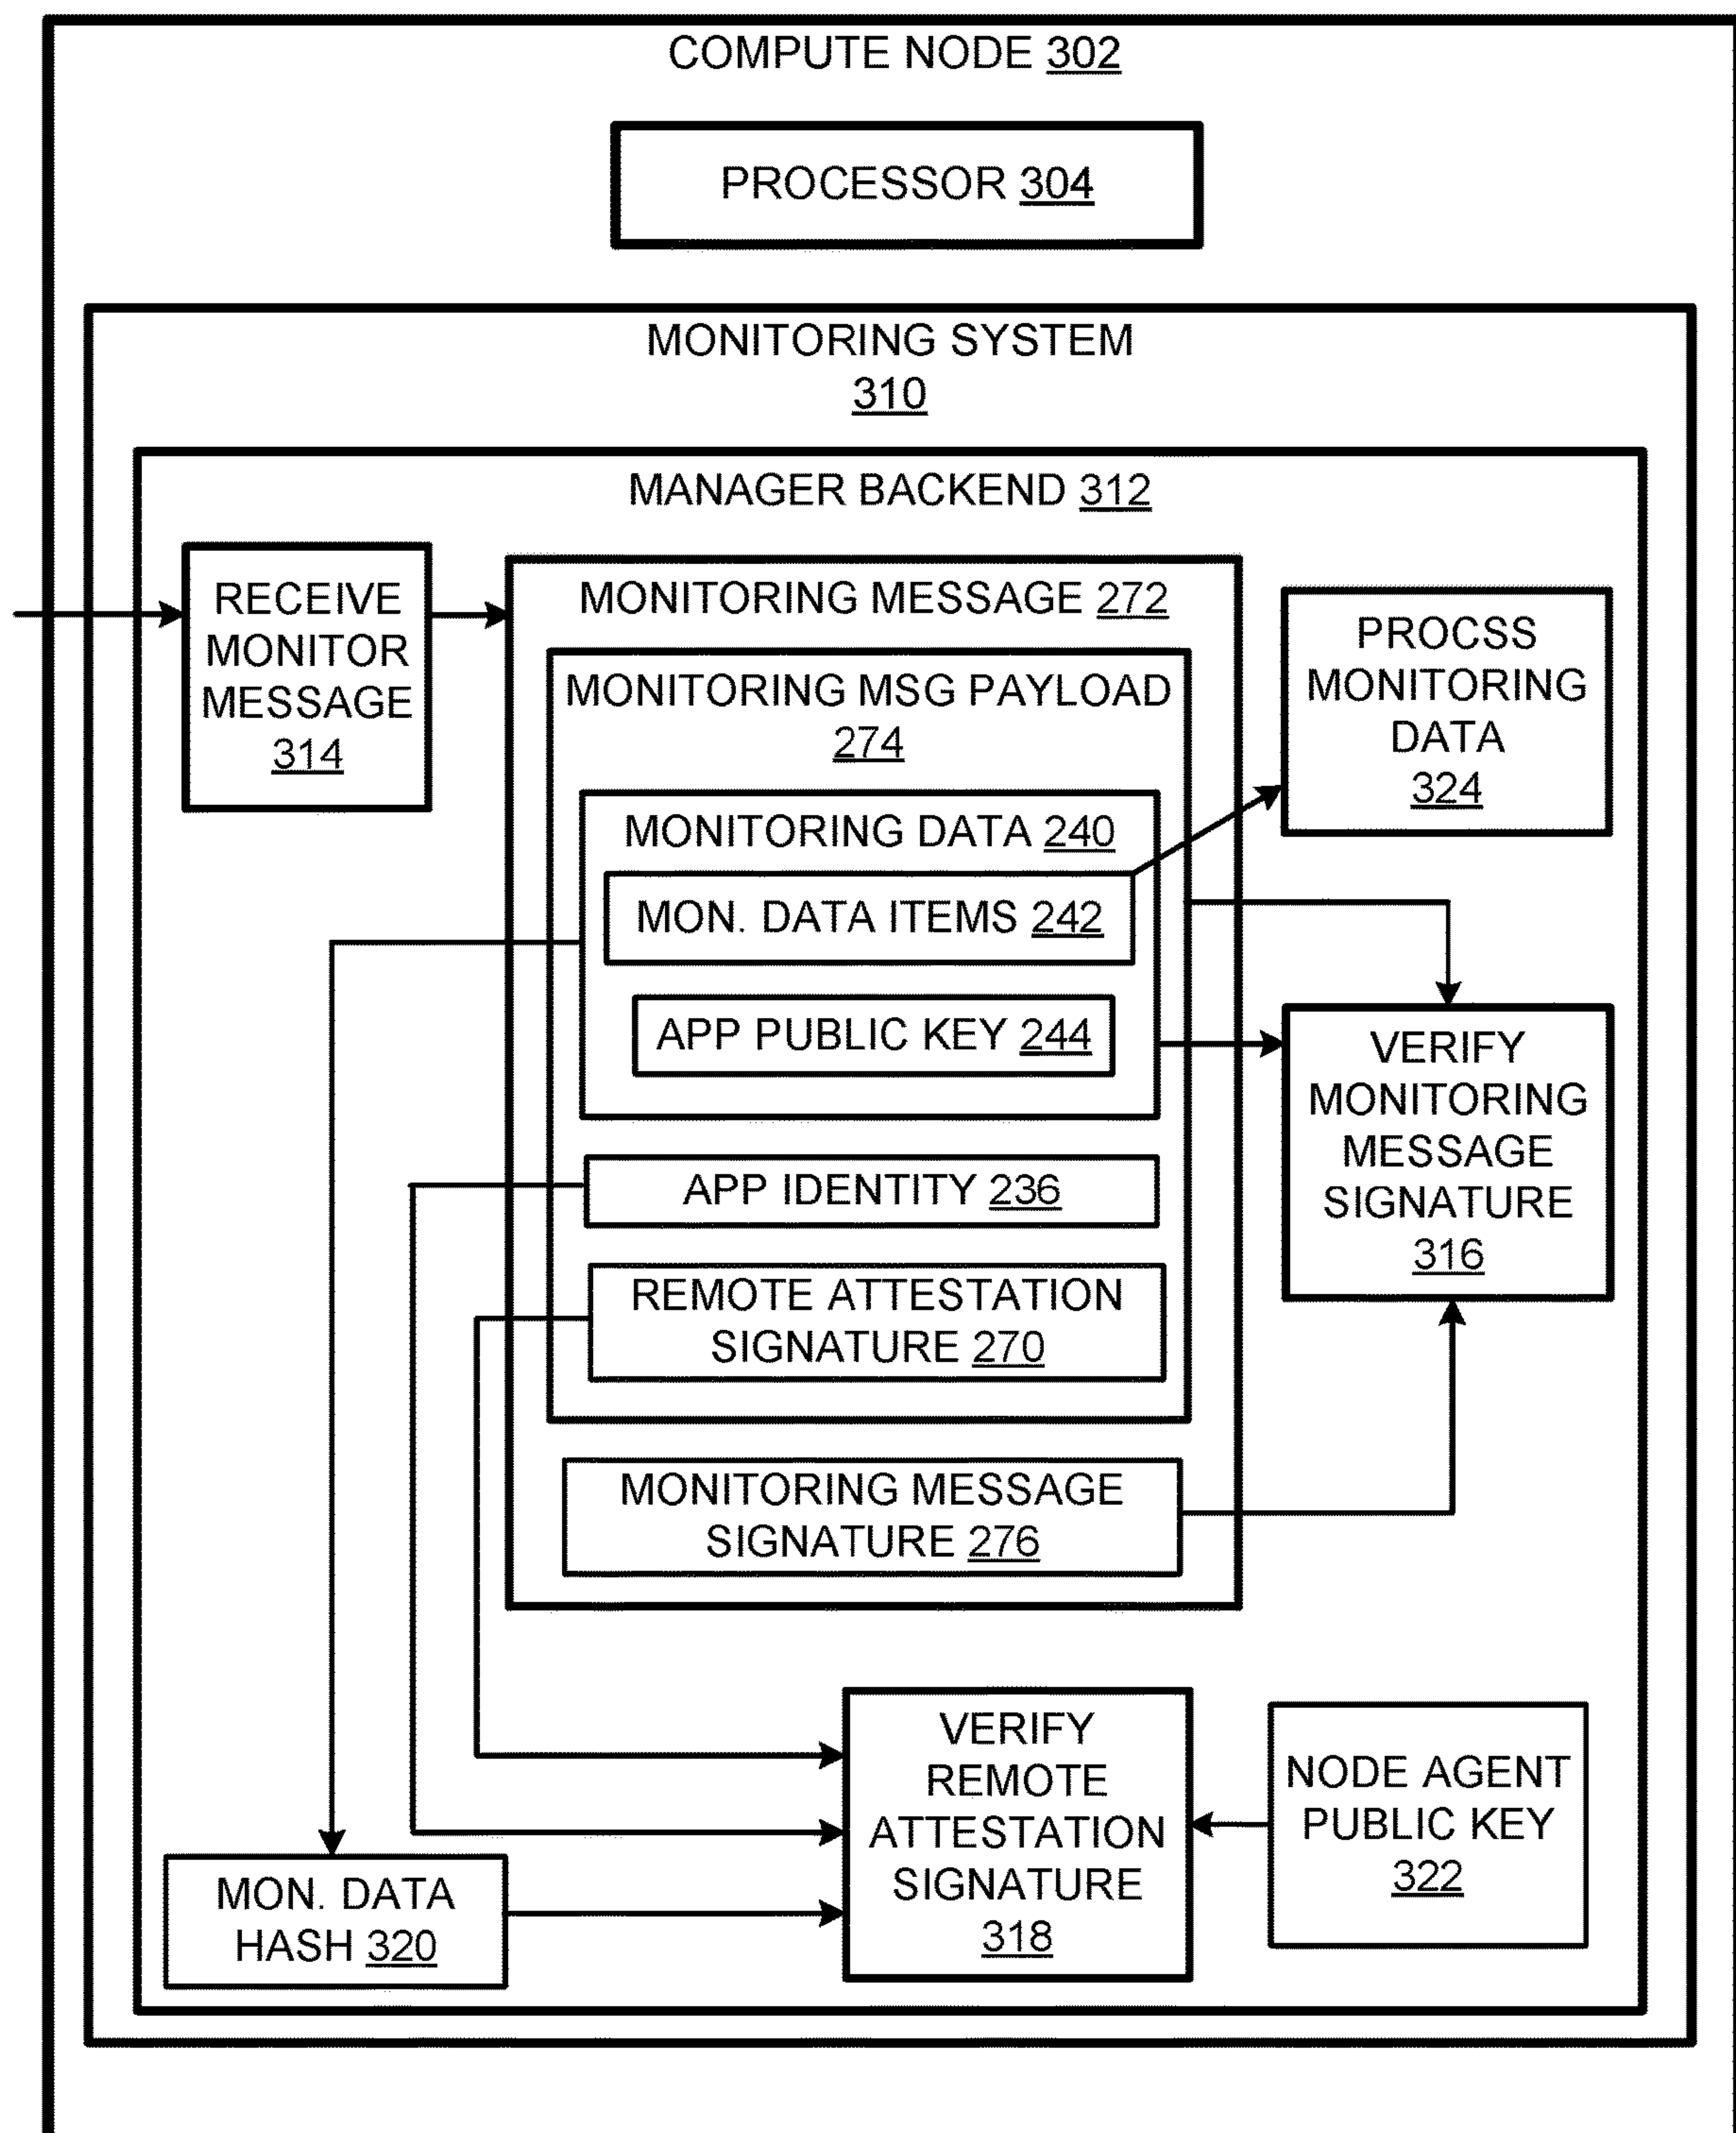 COMPUTE NODE 302
PROCESSOR 304
MONITORING SYSTEM
310
MANAGER BACKEND 312
RECEIVE
MONITOR
MESSAGE
314
MONITORING MESSAGE 272
MONITORING MSG PAYLOAD
274
MONITORING DATA 240
MON. DATA ITEMS 242
APP PUBLIC KEY 244
APP IDENTITY 236
REMOTE ATTESTATION
SIGNATURE 270
MONITORING MESSAGE
SIGNATURE 276
PROCSS
MONITORING
DATA
324
VERIFY
MONITORING
MESSAGE
SIGNATURE
316
VERIFY
REMOTE
ATTESTATION
SIGNATURE
318
NODE AGENT
PUBLIC KEY
322
MON. DATA
HASH 320